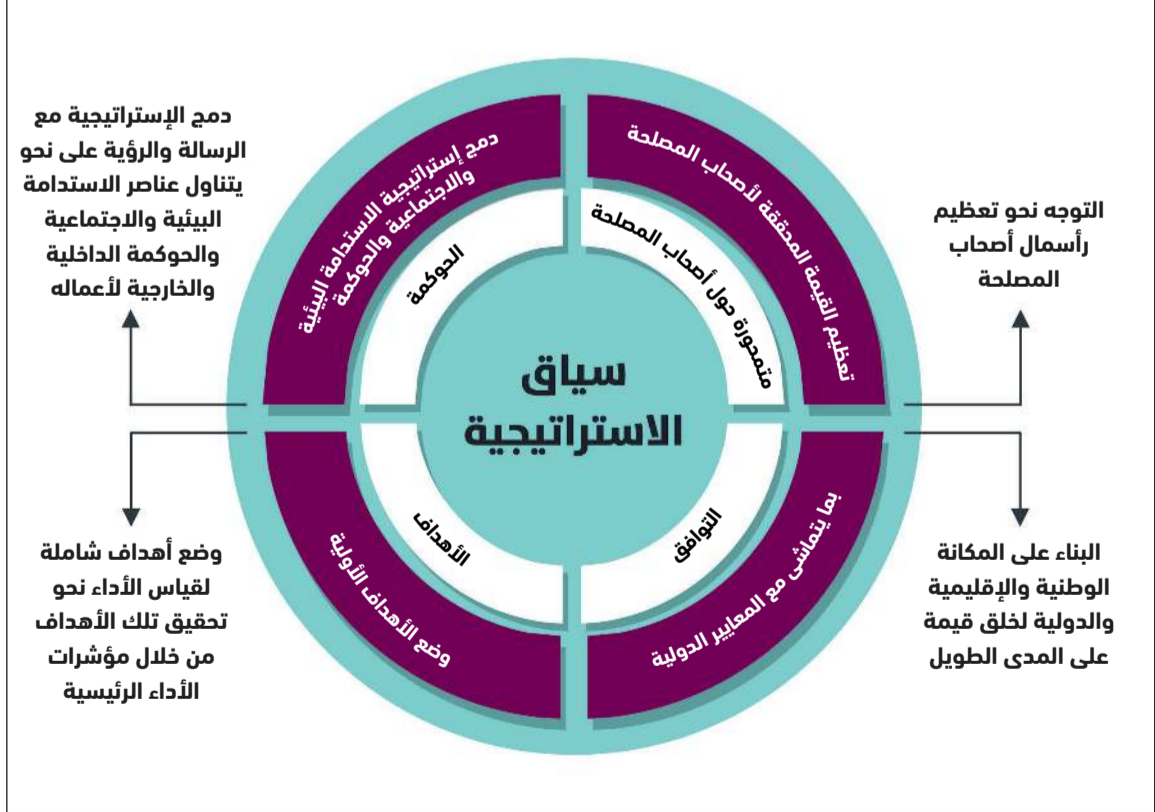 سياق
الاستراتيجية
تعظيم القيمة المحققة لأصحاب المصلحة
متمحورة حول أصحاب المصلحة
التوجه نحو تعظيم
رأسمال أصحاب
المصلحة
دمج إستراتيجية الاستدامة البيئية
والاجتماعية والحوكمة
الحوكمة
دمج الإستراتيجية مع
الرسالة والرؤية على نحو
يتناول عناصر الاستدامة
البيئية والاجتماعية
والحوكمة الداخلية
والخارجية لأعماله
بما يتماشى مع المعايير الدولية
التوافق
البناء على المكانة
الوطنية والإقليمية
والدولية لخلق قيمة
على المدى الطويل
وضع الأهداف الأولية
الأهداف
وضع أهداف شاملة
لقياس الأداء نحو
تحقيق تلك الأهداف
من خلال مؤشرات
الأداء الرئيسية